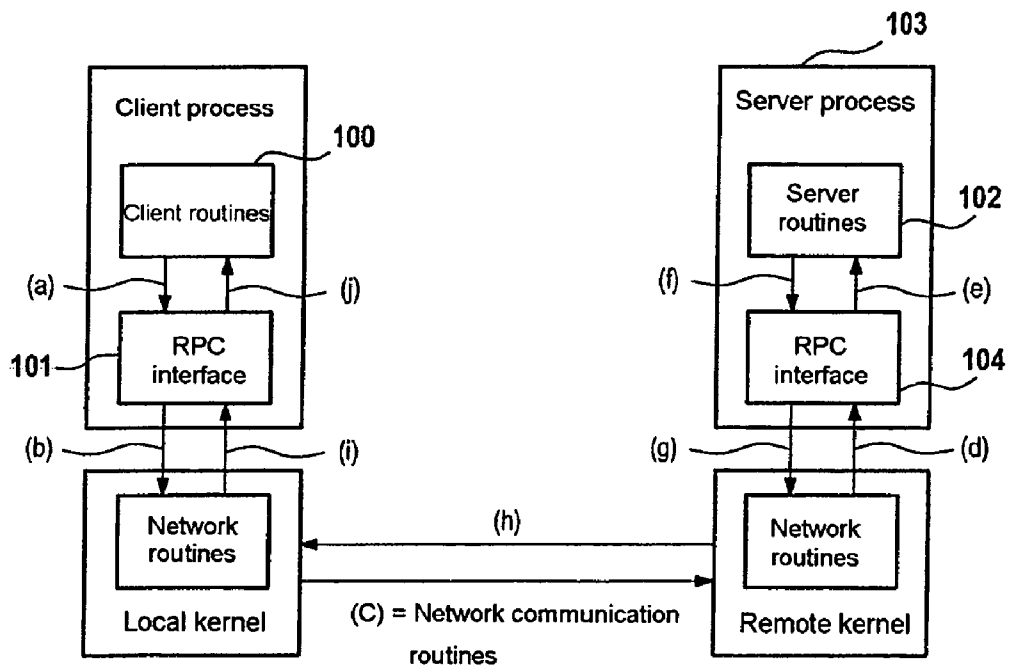 103
Client process
Server process
100
Client routines
Server
routines
102
(a)
(j)
(f)
(e)
101
RPC
interface
RPC
interface
104
(b)
(i)
(g)
(d)
Network
routines
(h)
Network
routines
Local kernel
(C) = Network communication
routines
Remote kernel